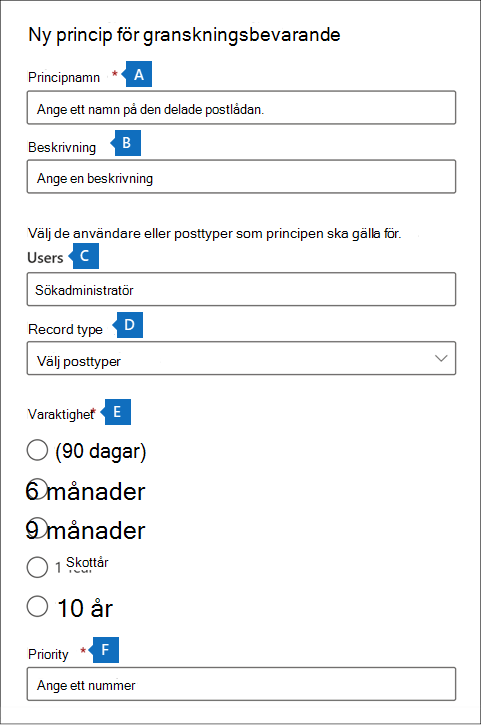 Ny princip för granskningsbevarande
Principnamn * A
Ange ett namn på den delade postlådan.
Beskrivning B
Ange en beskrivning
Välj de användare eller posttyper som principen ska gälla för.
Users C
Sökadministratör
Record type D
Välj posttyper
Varaktighet* E
(90 dagar)
6 månader
9 månader
1 Skottår
10 år
Priority * F
Ange ett nummer